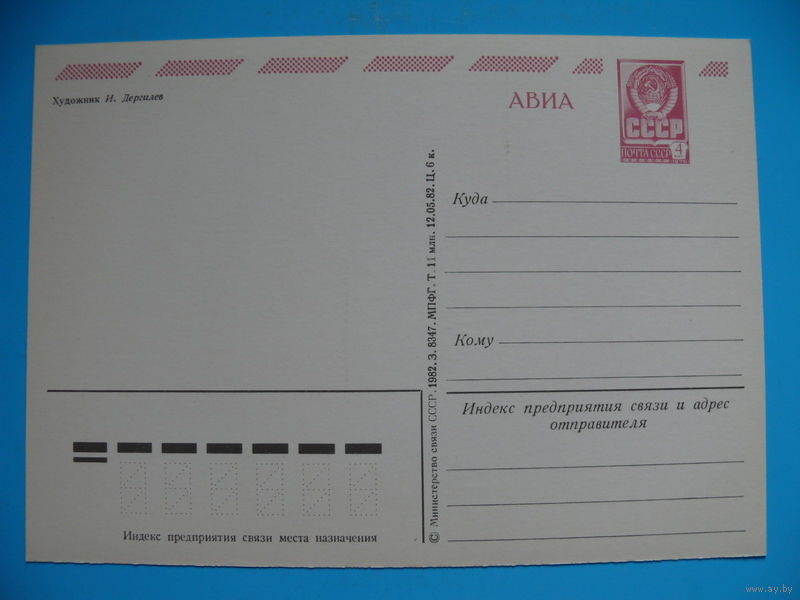 Художник И. Дергилев
АВИА
СССР
ПОЧТА СССР 4
Куда
Кому
Индекс предприятия связи и адрес
отправителя
© Министерство связи СССР. 1982. З. 8347. МПФГ. Т. 11 млн. 12.05.82. Ц. 6 к.
Индекс предприятия связи места назначения
www.ay.by